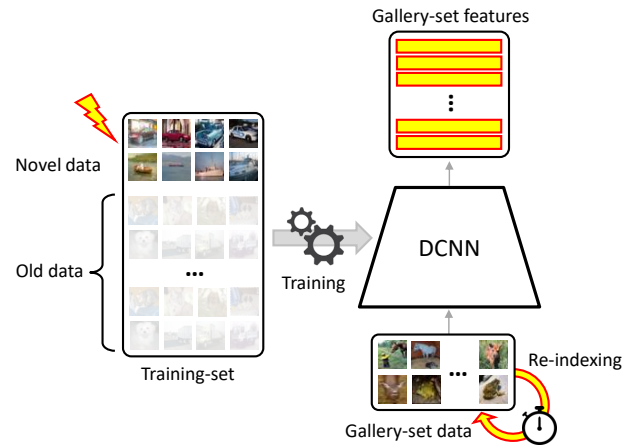 Gallery-set features
Novel data
Old data
...
Training-set
Training
...
DCNN
...
Re-indexing
Gallery-set data